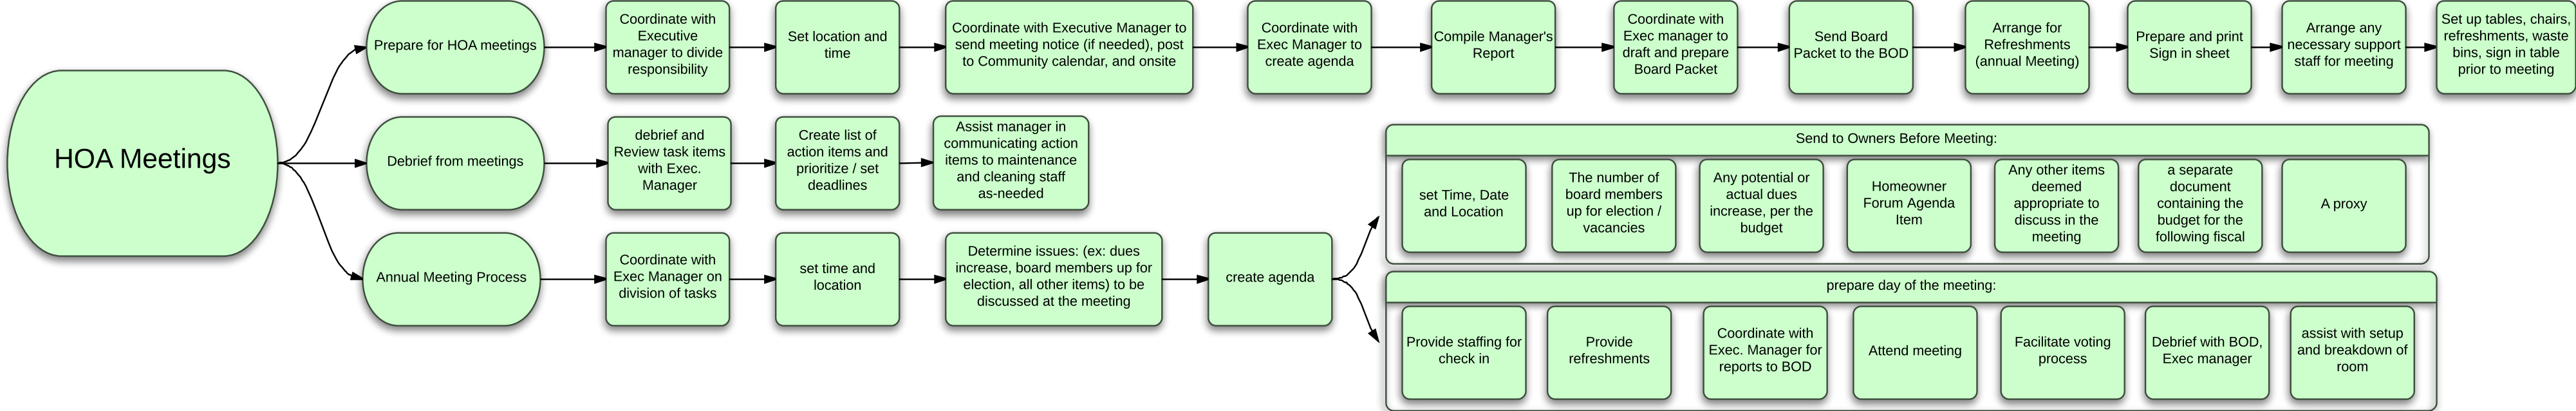 HOA Meetings
Prepare for HOA meetings
Coordinate with
Executive
manager to divide
responsibility
Set location and
time
Coordinate with Executive Manager to
send meeting notice (if needed), post
to Community calendar, and onsite
Coordinate with
Exec Manager to
create agenda
Compile Manager's
Report
Coordinate with
Exec manager to
draft and prepare
Board Packet
Send Board
Packet to the BOD
Arrange for
Refreshments
(annual Meeting)
Prepare and print
Sign in sheet
Arrange any
necessary support
staff for meeting
Set up tables, chairs,
refreshments, waste
bins, sign in table
prior to meeting
Debrief from meetings
debrief and
Review task items
with Exec.
Manager
Create list of
action items and
prioritize / set
deadlines
Assist manager in
communicating action
items to maintenance
and cleaning staff
as-needed
Annual Meeting Process
Coordinate with
Exec Manager on
division of tasks
set time and
location
Determine issues: (ex: dues
increase, board members up for
election, all other items) to be
discussed at the meeting
create agenda
Send to Owners Before Meeting:
set Time, Date
and Location
The number of
board members
up for election /
vacancies
Any potential or
actual dues
increase, per the
budget
Homeowner
Forum Agenda
Item
Any other items
deemed
appropriate to
discuss in the
meeting
a separate
document
containing the
budget for the
following fiscal
A proxy
prepare day of the meeting:
Provide staffing for
check in
Provide
refreshments
Coordinate with
Exec. Manager for
reports to BOD
Attend meeting
Facilitate voting
process
Debrief with BOD,
Exec manager
assist with setup
and breakdown of
room